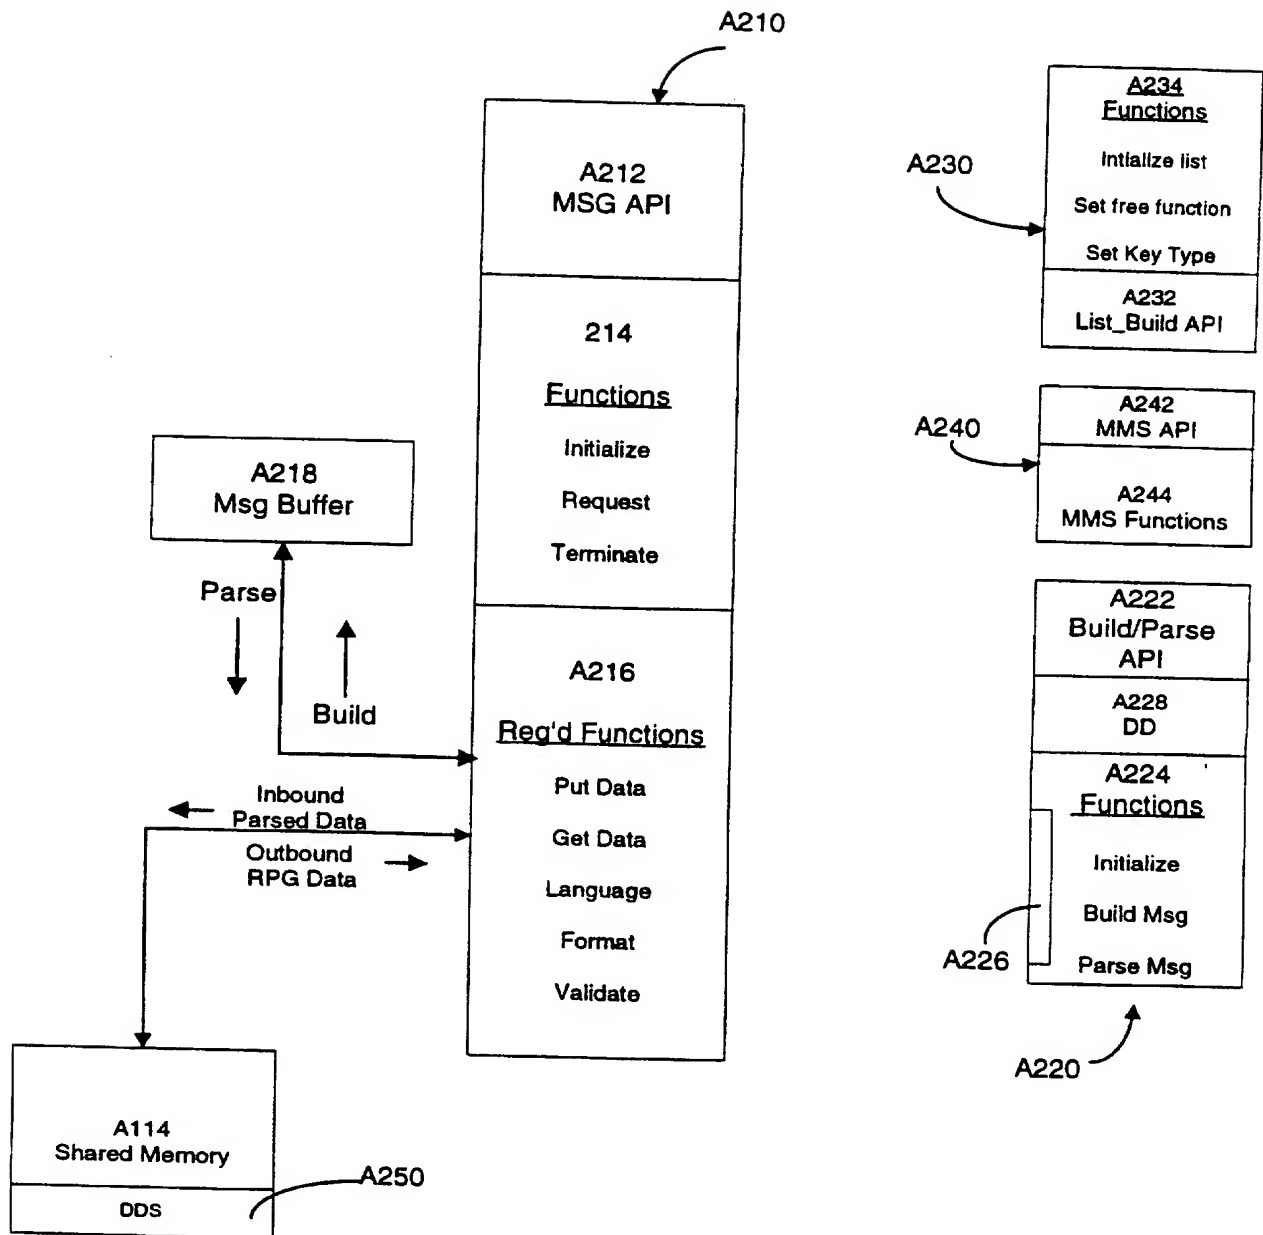 A210
A212
MSG API
214
Functions
Initialize
Request
Terminate
A216
Reg'd Functions
Put Data
Get Data
Language
Format
Validate
A218
Msg Buffer
Parse
Build
Inbound
Parsed Data
Outbound
RPG Data
A114
Shared Memory
DDS
A250
A230
A234
Functions
Intialize list
Set free function
Set Key Type
A232
List_Build API
A240
A242
MMS API
A244
MMS Functions
A222
Build/Parse
API
A228
DD
A224
Functions
Initialize
Build Msg
Parse Msg
A226
A220